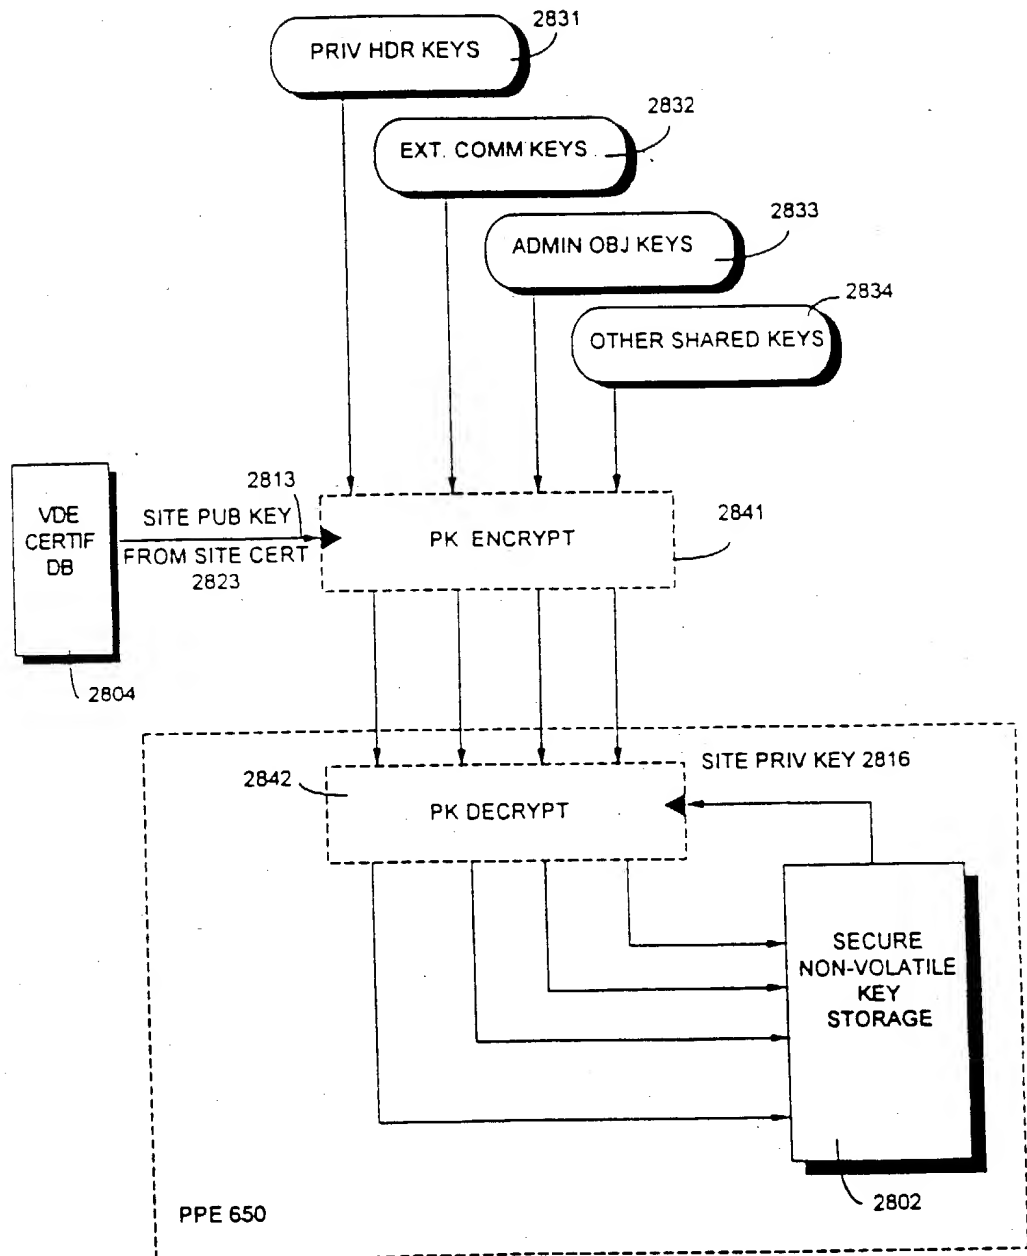 2831
PRIV HDR KEYS
2832
EXT. COMM KEYS
2833
ADMIN OBJ KEYS
2834
OTHER SHARED KEYS
2813
VDE
CERTIF
DB
SITE PUB KEY
FROM SITE CERT
2823
PK ENCRYPT
2841
2804
2842
SITE PRIV KEY 2816
PK DECRYPT
SECURE
NON-VOLATILE
KEY
STORAGE
2802
PPE 650